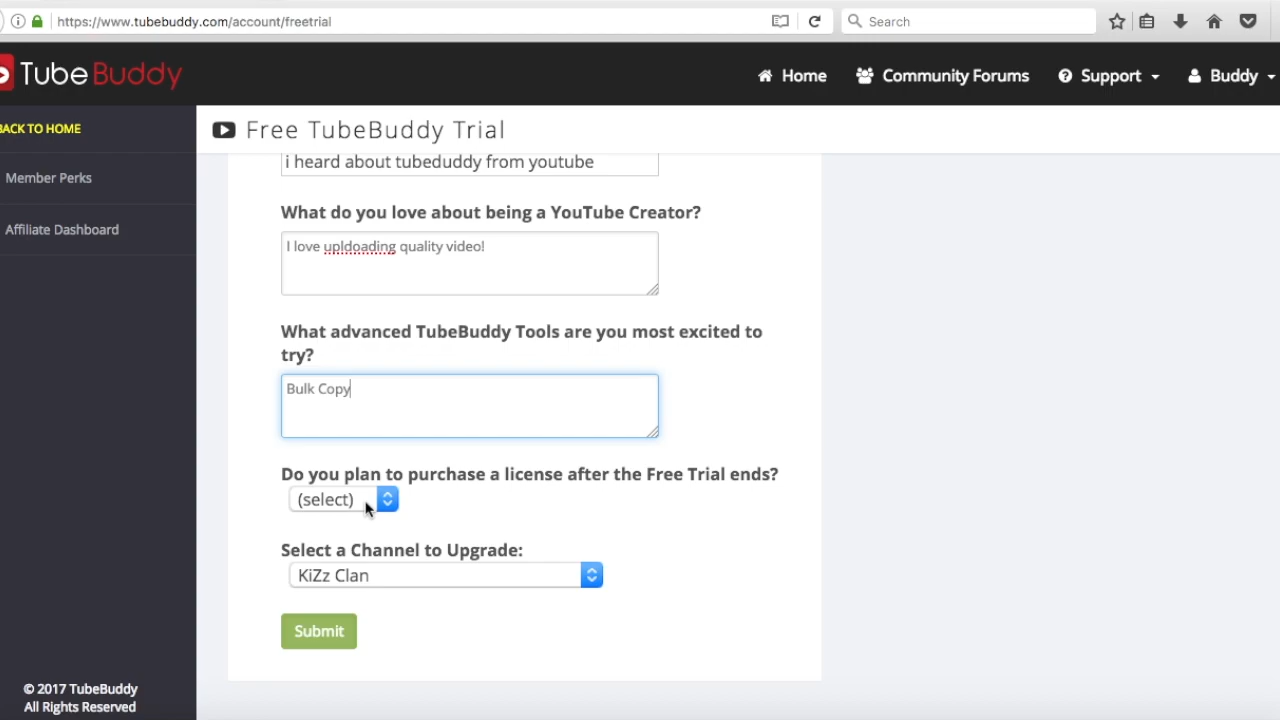 https://www.tubebuddy.com/account/freetrial
Search
TubeBuddy
Home
Community Forums
Support
Buddy
BACK TO HOME
Member Perks
Affiliate Dashboard
Free TubeBuddy Trial
i heard about tubeduddy from youtube
What do you love about being a YouTube Creator?
I love upldoading quality video!
What advanced TubeBuddy Tools are you most excited to
try?
Bulk Copy
Do you plan to purchase a license after the Free Trial ends?
(select)
Select a Channel to Upgrade:
KiZz Clan
Submit
© 2017 TubeBuddy
All Rights Reserved